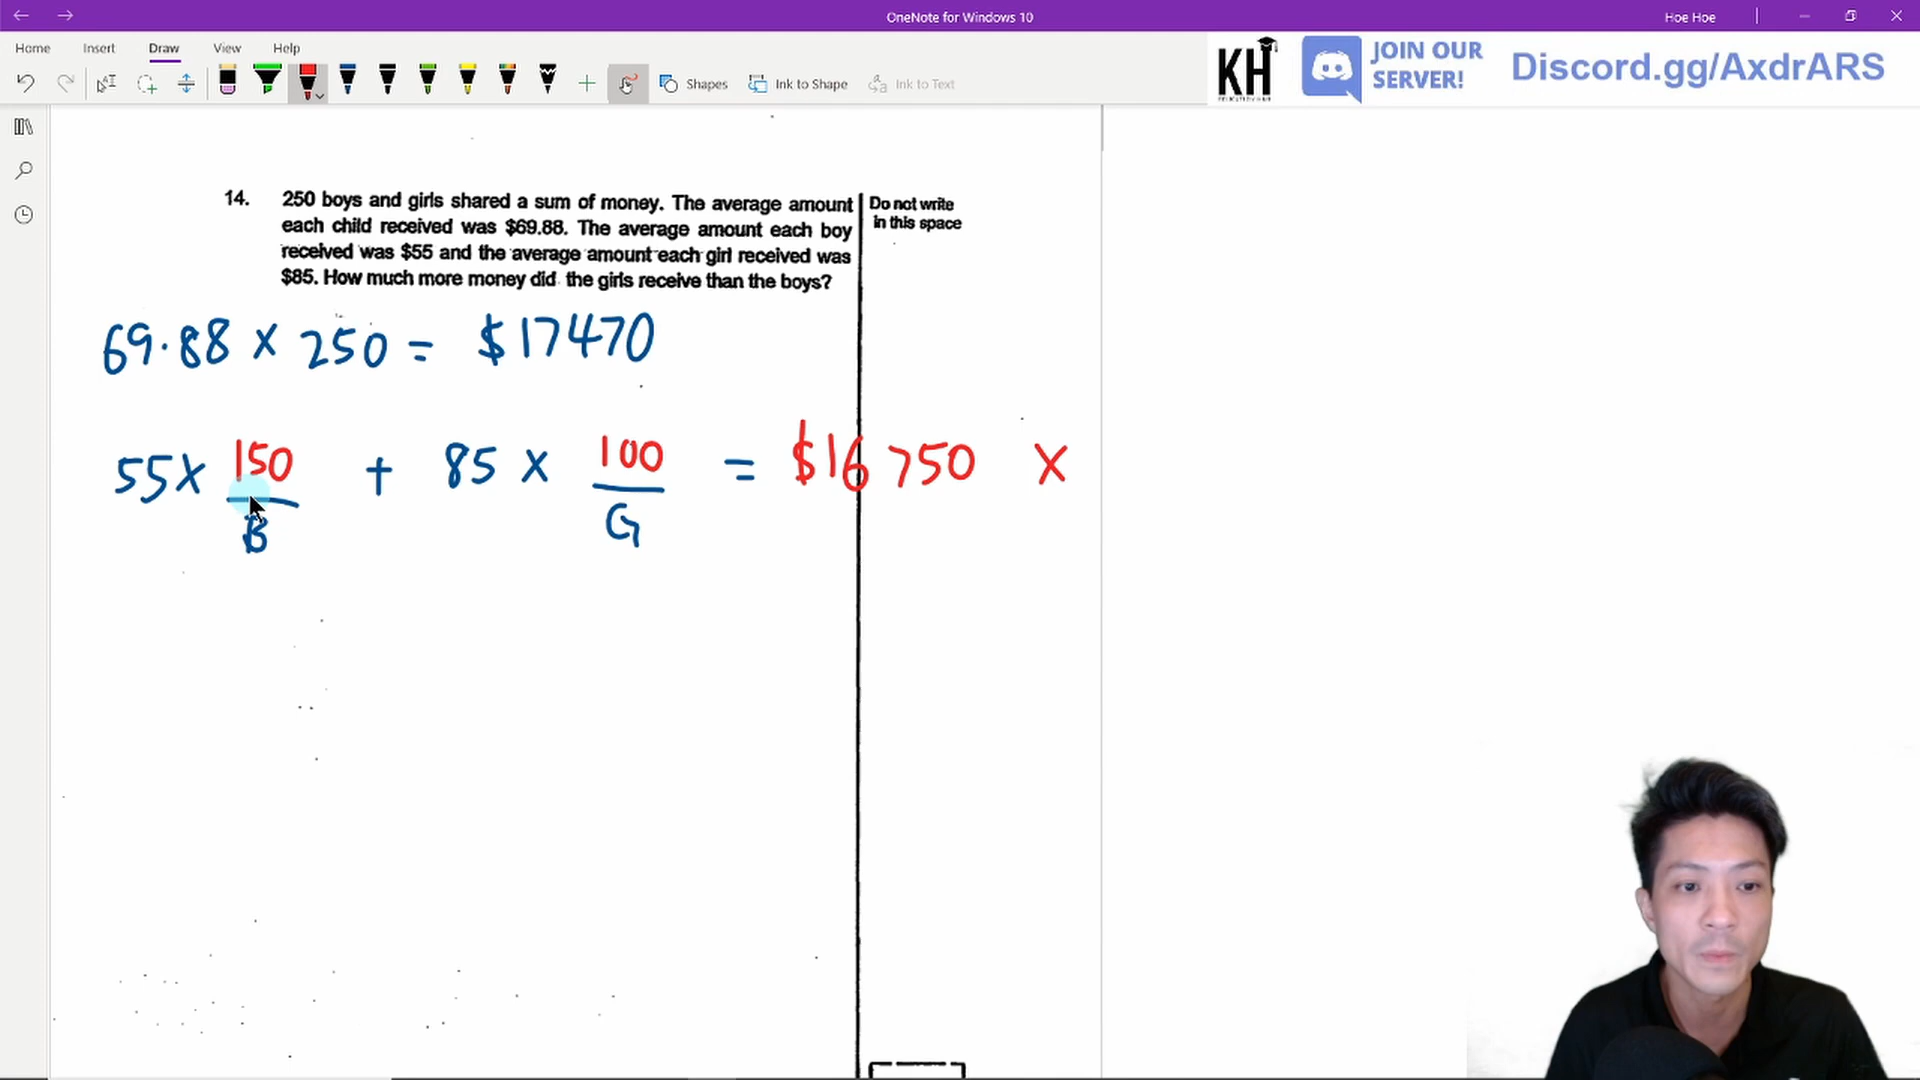 OneNote for Windows 10
Hoe Hoe
Home Insert Draw View Help
Shapes Ink to Shape Ink to Text
KH
JOIN OUR
SERVER!
Discord.gg/AxdrARS
14. 250 boys and girls shared a sum of money. The average amount
each child received was $69.88. The average amount each boy
received was $55 and the average amount each girl received was
$85. How much more money did the girls receive than the boys?
Do not write
in this space
69.88 x 250 = $17470
55 x 150 + 85 x 100 = $16750 x
B G